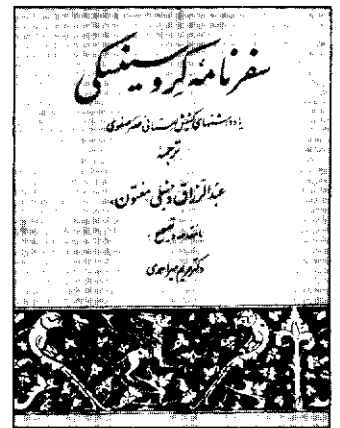 سفرنامهٔ کروسینسکی
یادداشتهای کشیش لهستانی عصر صفوی
ترجمه
عبدالرزاق دنبلی مفتون
با مقدمه و تصحیح
دکتر مریم میراحمدی